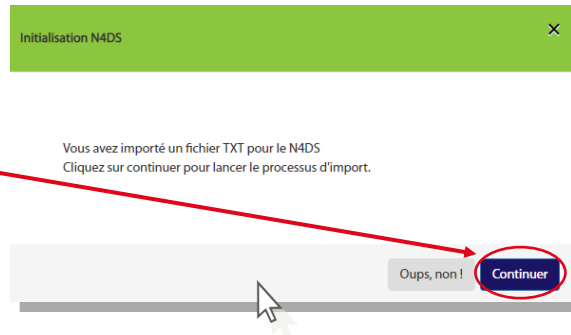 Initialisation N4DS
Vous avez importé un fichier TXT pour le N4DS
Cliquez sur continuer pour lancer le processus d'import.
Oups, non !
Continuer